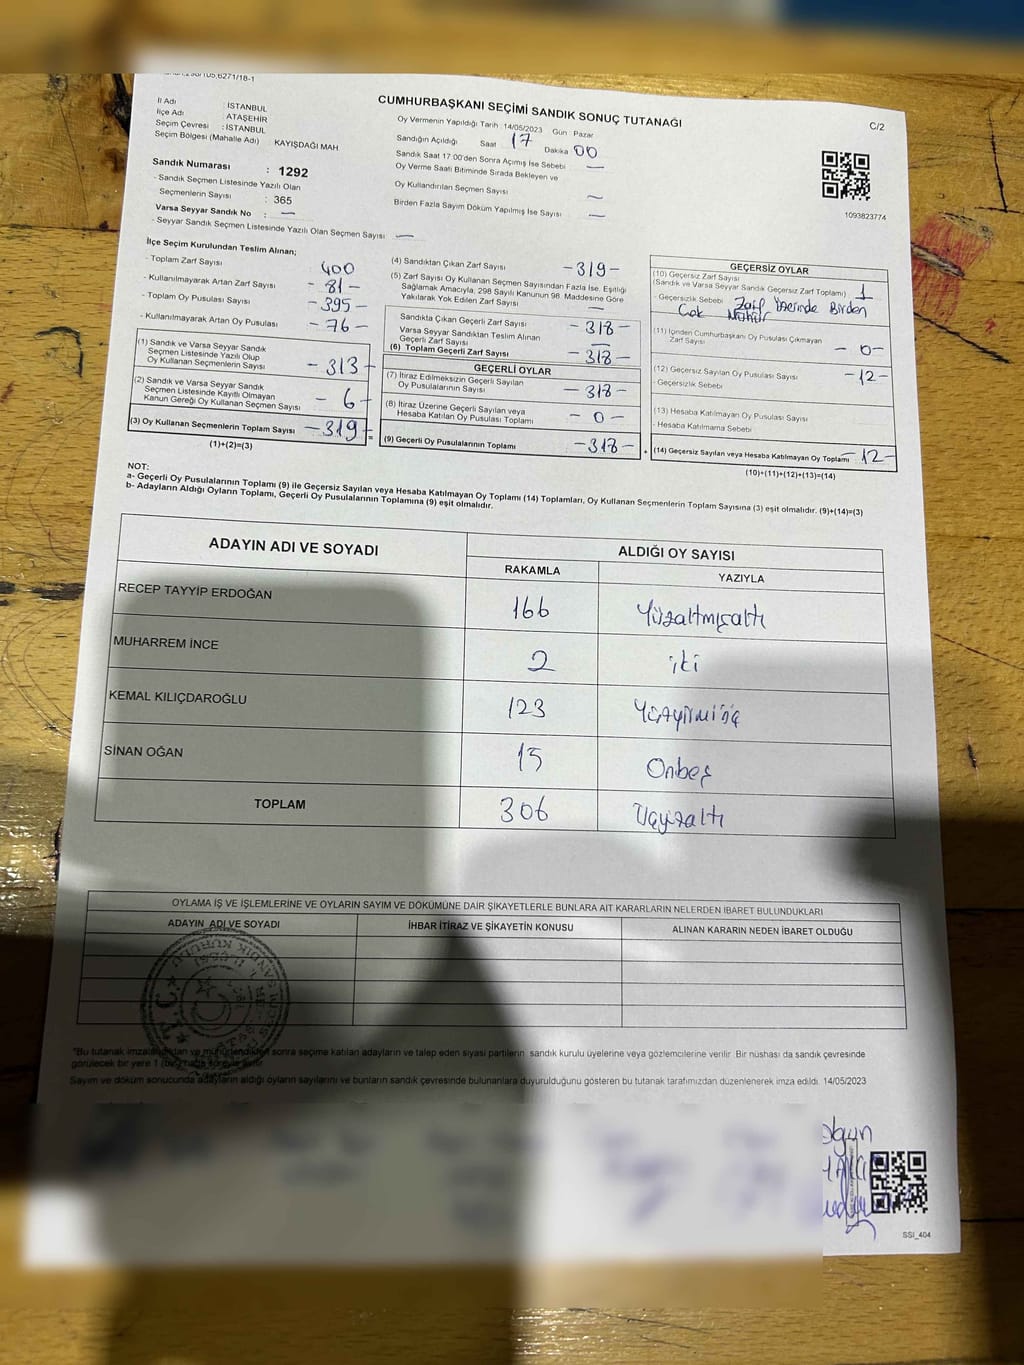 CUMHURBAŞKANI SEÇİMİ SANDIK SONUÇ TUTANAĞI
C/2
İl Adı : İSTANBUL
İlçe Adı : ATAŞEHİR
Seçim Çevresi : İSTANBUL
Seçim Bölgesi (Mahalle Adı) : KAYIŞDAĞI MAH
Sandık Numarası : 1292
- Sandık Seçmen Listesinde Yazılı Olan
Seçmenlerin Sayısı : 365
Varsa Seyyar Sandık No : —
- Seyyar Sandık Seçmen Listesinde Yazılı Olan Seçmen Sayısı —
Oy Vermenin Yapıldığı Tarih : 14/05/2023 Gün : Pazar
Sandığın Açıldığı Saat 17 Dakika 00
Sandık Saat 17:00'den Sonra Açılmış İse Sebebi —
Oy Verme Saati Bitiminde Sırada Bekleyen ve
Oy Kullandırılan Seçmen Sayısı —
Birden Fazla Sayım Döküm Yapılmış İse Sayısı —
1093823774
İlçe Seçim Kurulundan Teslim Alınan;
- Toplam Zarf Sayısı 400
- Kullanılmayarak Artan Zarf Sayısı - 81 -
- Toplam Oy Pusulası Sayısı - 395 -
- Kullanılmayarak Artan Oy Pusulası - 76 -
(1) Sandık ve Varsa Seyyar Sandık
Seçmen Listesinde Yazılı Olup
Oy Kullanan Seçmenlerin Sayısı - 313 -
(2) Sandık ve Varsa Seyyar Sandık
Seçmen Listesinde Kayıtlı Olmayan
Kanun Gereği Oy Kullanan Seçmen Sayısı - 6 -
(3) Oy Kullanan Seçmenlerin Toplam Sayısı - 319 -
(1)+(2)=(3)
(4) Sandıktan Çıkan Zarf Sayısı - 319 -
(5) Zarf Sayısı Oy Kullanan Seçmen Sayısından Fazla İse, Eşitliği
Sağlamak Amacıyla, 298 Sayılı Kanunun 98. Maddesine Göre
Yakılarak Yok Edilen Zarf Sayısı —
Sandıkta Çıkan Geçerli Zarf Sayısı - 318 -
Varsa Seyyar Sandıktan Teslim Alınan
Geçerli Zarf Sayısı —
(6) Toplam Geçerli Zarf Sayısı - 318 -
GEÇERLİ OYLAR
(7) İtiraz Edilmeksizin Geçerli Sayılan
Oy Pusulalarının Sayısı - 318 -
(8) İtiraz Üzerine Geçerli Sayılan veya
Hesaba Katılan Oy Pusulası Toplamı - 0 -
(9) Geçerli Oy Pusulalarının Toplamı - 318 -
GEÇERSİZ OYLAR
(10) Geçersiz Zarf Sayısı
(Sandık ve Varsa Seyyar Sandık Geçersiz Zarf Toplamı) 1
- Geçersizlik Sebebi Zarf Üzerinde Birden
Çok Mühür
(11) İçinden Cumhurbaşkanı Oy Pusulası Çıkmayan
Zarf Sayısı - 0 -
(12) Geçersiz Sayılan Oy Pusulası Sayısı - 12 -
- Geçersizlik Sebebi
(13) Hesaba Katılmayan Oy Pusulası Sayısı
- Hesaba Katılmama Sebebi
(14) Geçersiz Sayılan veya Hesaba Katılmayan Oy Toplamı - 12 -
(10)+(11)+(12)+(13)=(14)
NOT:
a- Geçerli Oy Pusulalarının Toplamı (9) ile Geçersiz Sayılan veya Hesaba Katılmayan Oy Toplamı (14) Toplamları, Oy Kullanan Seçmenlerin Toplam Sayısına (3) eşit olmalıdır. (9)+(14)=(3)
b- Adayların Aldığı Oyların Toplamı, Geçerli Oy Pusulalarının Toplamına (9) eşit olmalıdır.
ADAYIN ADI VE SOYADI
ALDIĞI OY SAYISI
RAKAMLA YAZIYLA
RECEP TAYYİP ERDOĞAN 166 Yüzaltmışaltı
MUHARREM İNCE 2 iki
KEMAL KILIÇDAROĞLU 123 Yüzyirmiüç
SİNAN OĞAN 15 Onbeş
TOPLAM 306 Üçyüzaltı
OYLAMA İŞ VE İŞLEMLERİNE VE OYLARIN SAYIM VE DÖKÜMÜNE DAİR ŞİKAYETLERLE BUNLARA AİT KARARLARIN NELERDEN İBARET BULUNDUKLARI
ADAYIN ADI VE SOYADI İHBAR İTİRAZ VE ŞİKAYETİN KONUSU ALINAN KARARIN NEDEN İBARET OLDUĞU
*Bu tutanak imzalandıktan ve mühürlendikten sonra seçime katılan adayların ve talep eden siyasi partilerin sandık kurulu üyelerine veya gözlemcilerine verilir. Bir nüshası da sandık çevresinde
görülecek bir yere 1 (bir) hafta süreyle asılır.
Sayım ve döküm sonucunda adayların aldığı oyların sayılarını ve bunların sandık çevresinde bulunanlara duyurulduğunu gösteren bu tutanak tarafımızdan düzenlenerek imza edildi. 14/05/2023
SSI_404